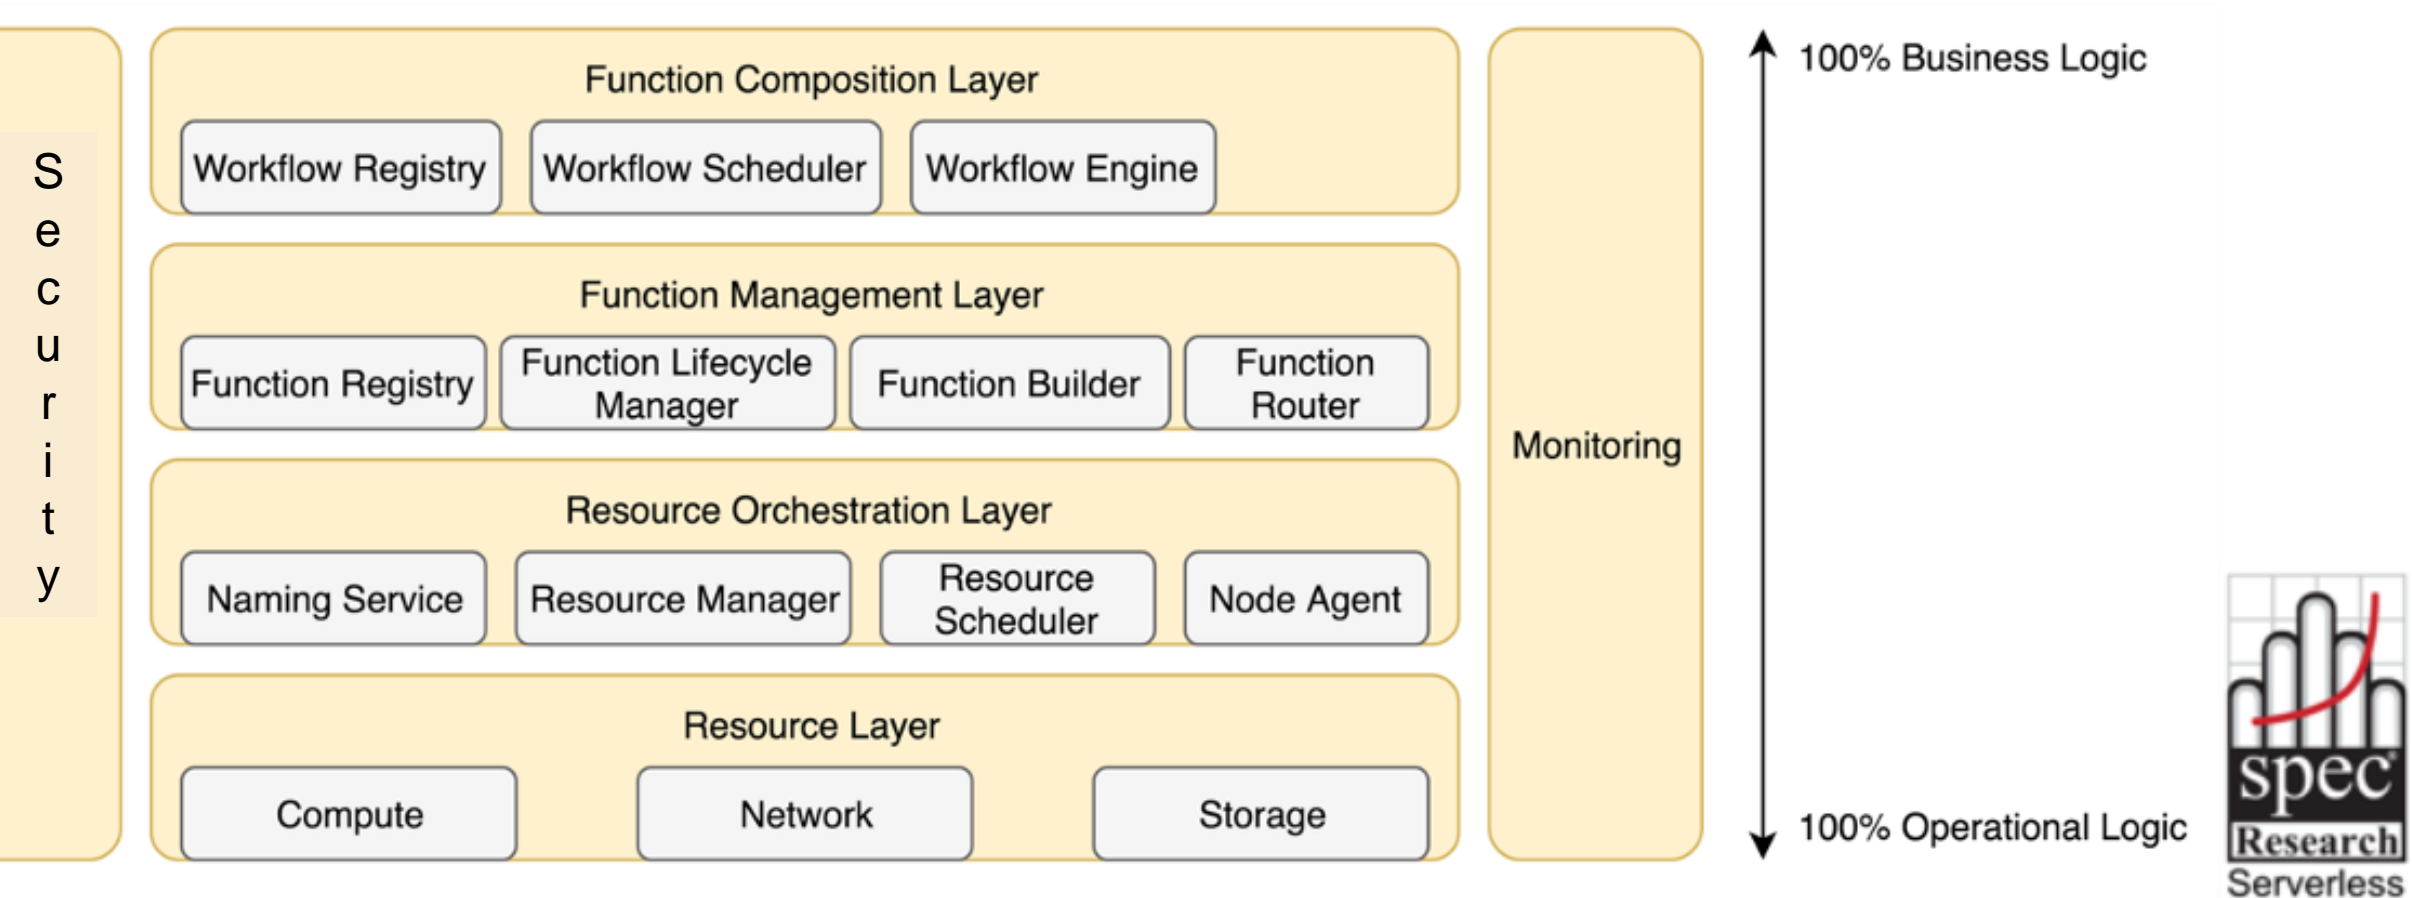 Security
Function Composition Layer
Workflow Registry
Workflow Scheduler
Workflow Engine
Function Management Layer
Function Registry
Function Lifecycle
Manager
Function Builder
Function
Router
Resource Orchestration Layer
Naming Service
Resource Manager
Resource
Scheduler
Node Agent
Resource Layer
Compute
Network
Storage
Monitoring
100% Business Logic
100% Operational Logic
spec
Research
Serverless